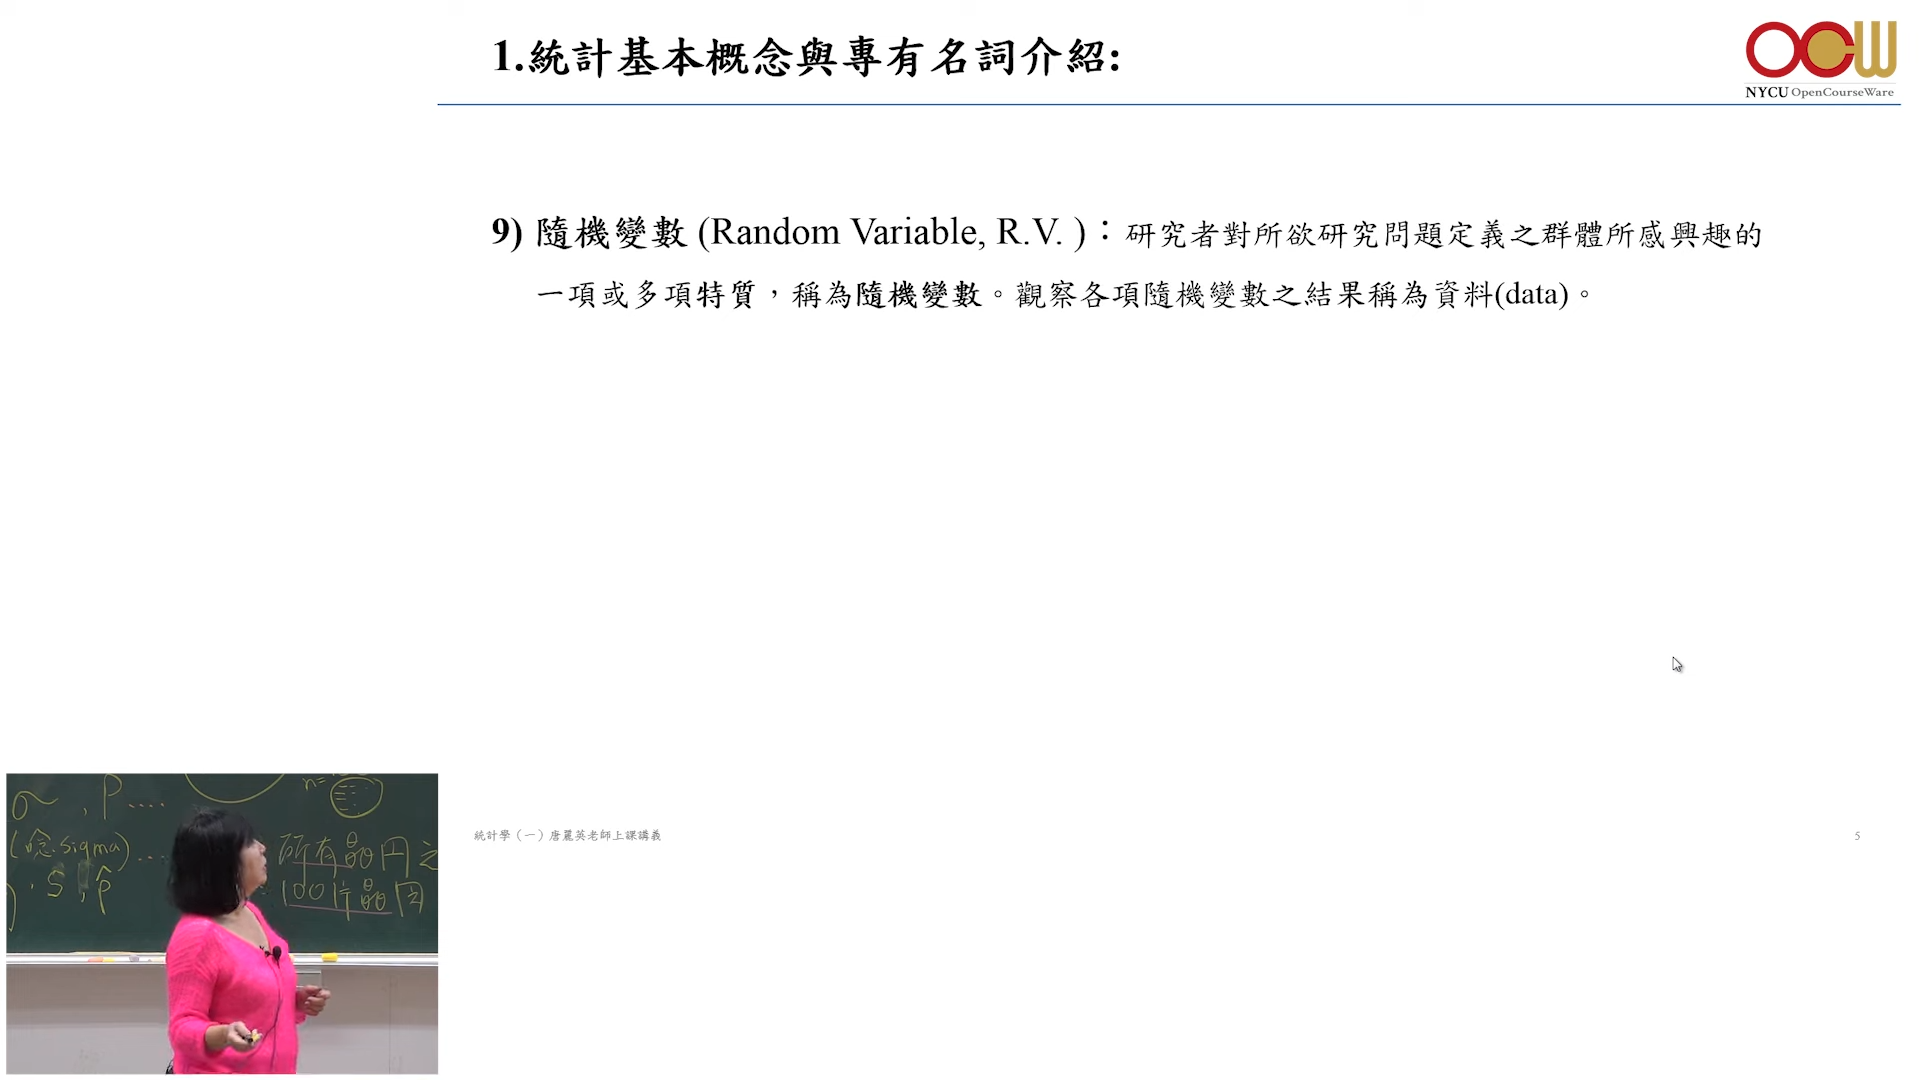 1.統計基本概念與專有名詞介紹:
OCW
NYCU OpenCourseWare
9) 隨機變數 (Random Variable, R.V. )：研究者對所欲研究問題定義之群體所感興趣的
一項或多項特質，稱為隨機變數。觀察各項隨機變數之結果稱為資料(data)。
σ , P ....
n=
(唸.sigma)....
所有晶円之
, S , p̂
100片晶円
統計學（一）唐麗英老師上課講義
5